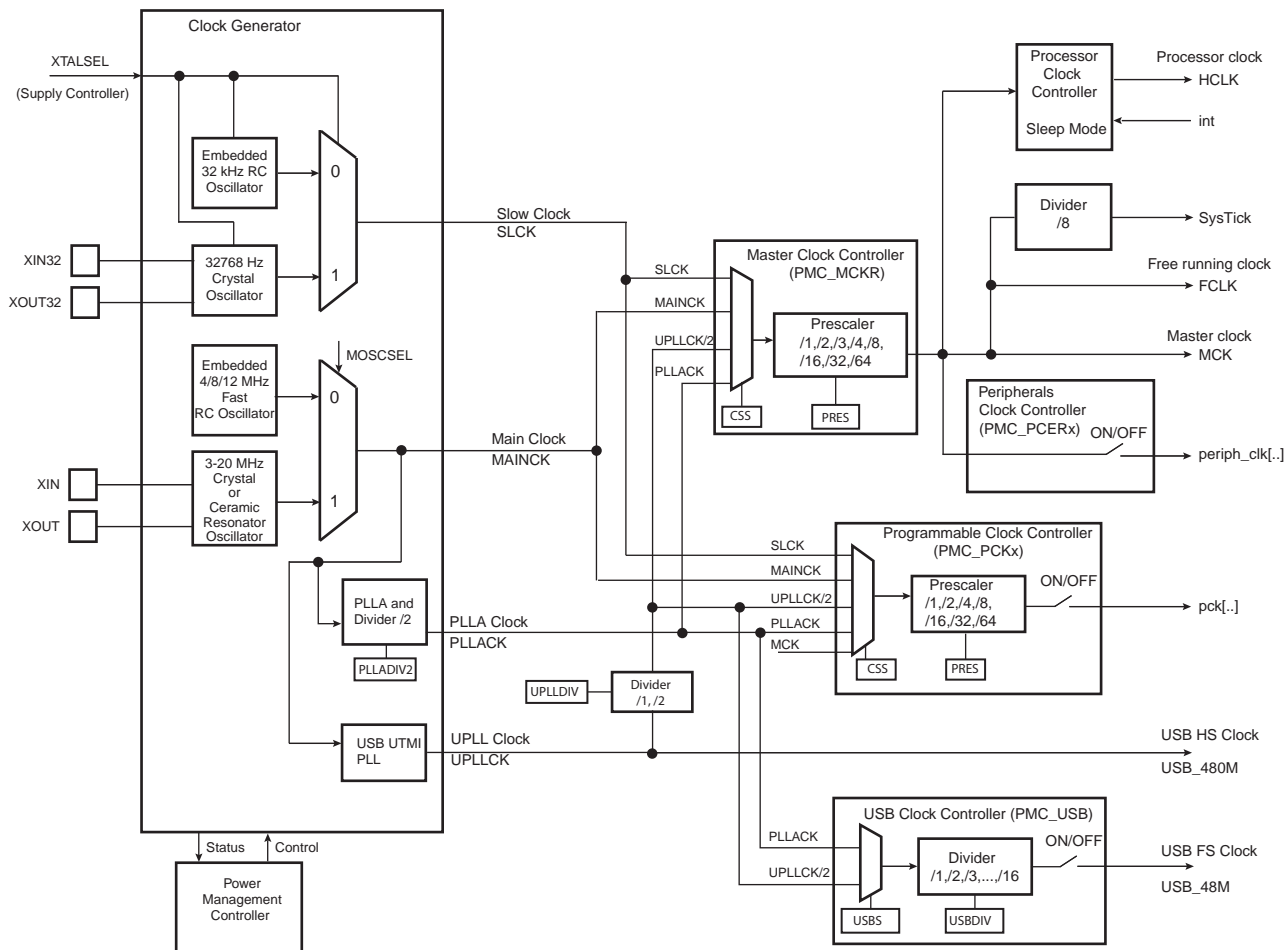 Clock Generator
XTALSEL
(Supply Controller)
Embedded
32 kHz RC
Oscillator
0
XIN32
XOUT32
32768 Hz
Crystal
Oscillator
1
Slow Clock
SLCK
Embedded
4/8/12 MHz
Fast
RC Oscillator
MOSCSEL
0
XIN
XOUT
3-20 MHz
Crystal
or
Ceramic
Resonator
Oscillator
1
Main Clock
MAINCK
PLLA and
Divider /2
PLLADIV2
PLLA Clock
PLLACK
USB UTMI
PLL
UPLL Clock
UPLLCK
UPLLDIV
Divider
/1, /2
Status
Control
Power
Management
Controller
Master Clock Controller
(PMC_MCKR)
SLCK
MAINCK
UPLLCK/2
PLLACK
Prescaler
/1,/2,/3,/4,/8,
/16,/32,/64
CSS
PRES
Processor
Clock
Controller
Sleep Mode
Processor clock
HCLK
int
Divider
/8
SysTick
Free running clock
FCLK
Master clock
MCK
Peripherals
Clock Controller
(PMC_PCERx)
ON/OFF
periph_clk[..]
Programmable Clock Controller
(PMC_PCKx)
SLCK
MAINCK
UPLLCK/2
PLLACK
MCK
Prescaler
/1,/2,/4,/8,
/16,/32,/64
CSS
PRES
ON/OFF
pck[..]
USB HS Clock
USB_480M
USB Clock Controller (PMC_USB)
PLLACK
UPLLCK/2
Divider
/1,/2,/3,...,/16
USBS
USBDIV
ON/OFF
USB FS Clock
USB_48M